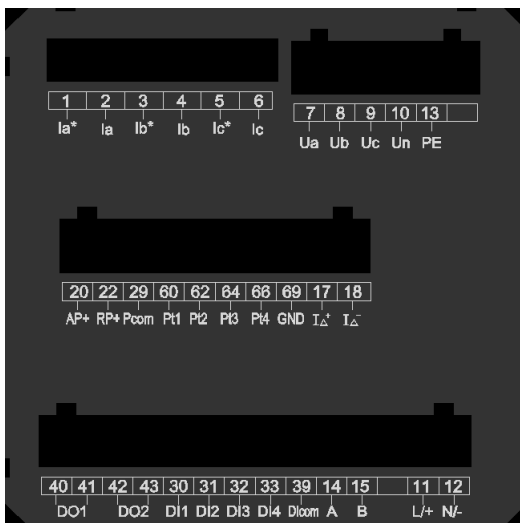 1 2 3 4 5 6
Ia* Ia Ib* Ib Ic* Ic
7 8 9 10 13
Ua Ub Uc Un PE
20 22 29 60 62 64 66 69 17 18
AP+ RP+ Pcom Pt1 Pt2 Pt3 Pt4 GND I△+ I△-
40 41 42 43 30 31 32 33 39 14 15 11 12
DO1 DO2 DI1 DI2 DI3 DI4 DIcom A B L/+ N/-